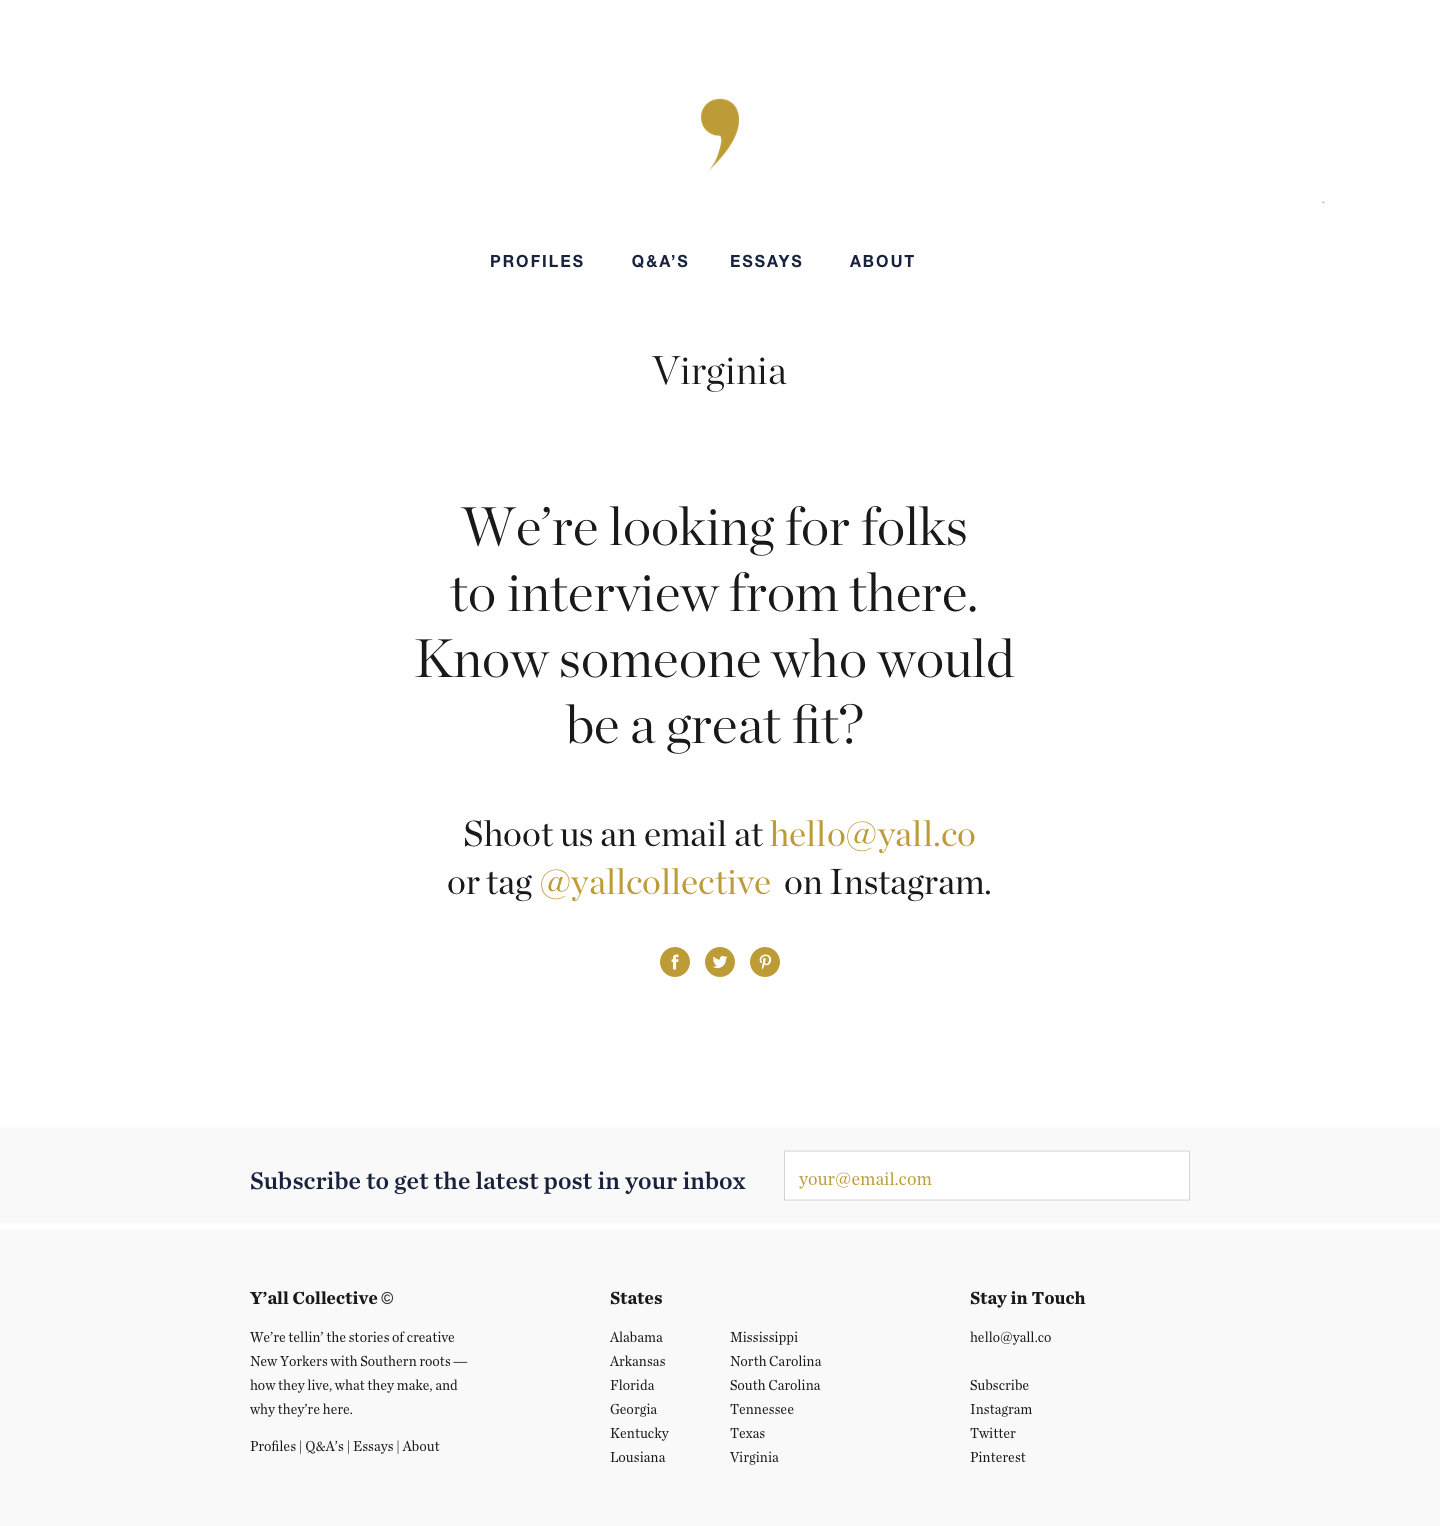 PROFILES Q&A’S ESSAYS ABOUT
Virginia
We’re looking for folks
to interview from there.
Know someone who would
be a great fit?
Shoot us an email at hello@yall.co
or tag @yallcollective on Instagram.
Subscribe to get the latest post in your inbox
your@email.com
Y’all Collective ©
We’re tellin’ the stories of creative
New Yorkers with Southern roots —
how they live, what they make, and
why they’re here.
Profiles | Q&A’s | Essays | About
States
Alabama
Arkansas
Florida
Georgia
Kentucky
Lousiana
Mississippi
North Carolina
South Carolina
Tennessee
Texas
Virginia
Stay in Touch
hello@yall.co
Subscribe
Instagram
Twitter
Pinterest